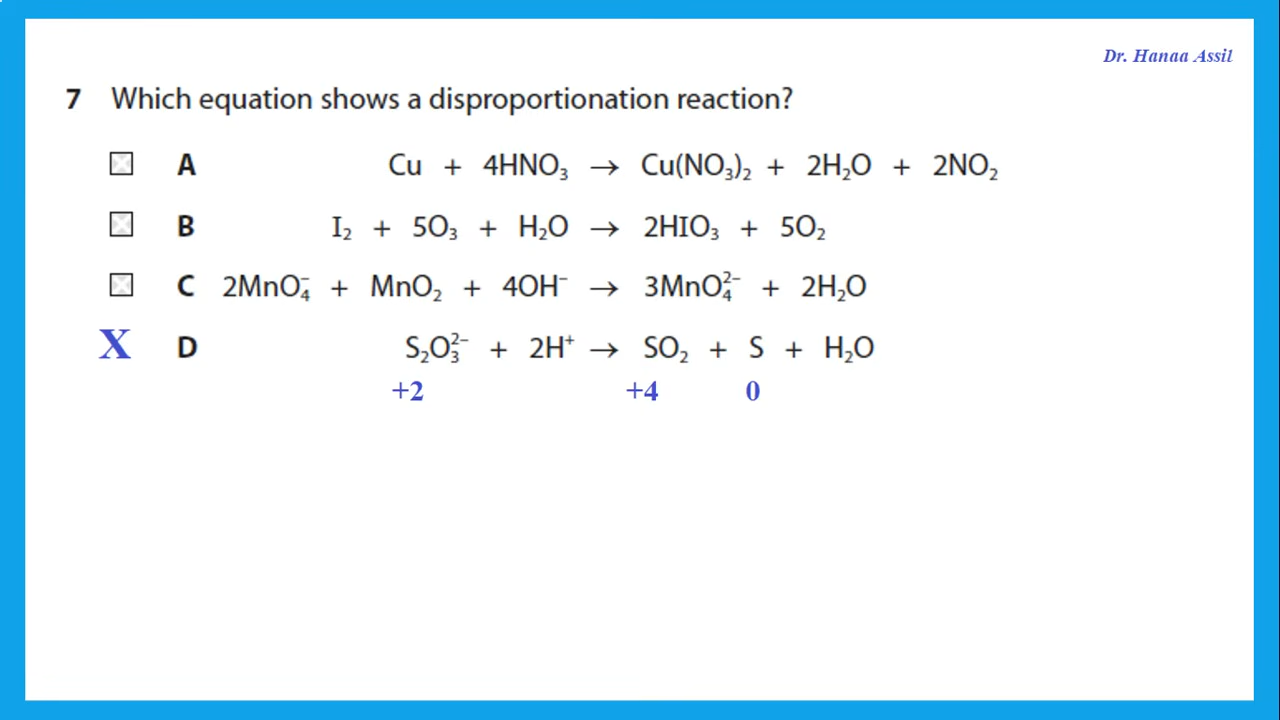 Dr. Hanaa Assil
7 Which equation shows a disproportionation reaction?
A Cu + 4HNO₃ → Cu(NO₃)₂ + 2H₂O + 2NO₂
B I₂ + 5O₃ + H₂O → 2HIO₃ + 5O₂
C 2MnO₄⁻ + MnO₂ + 4OH⁻ → 3MnO₄²⁻ + 2H₂O
X D S₂O₃²⁻ + 2H⁺ → SO₂ + S + H₂O
+2 +4 0